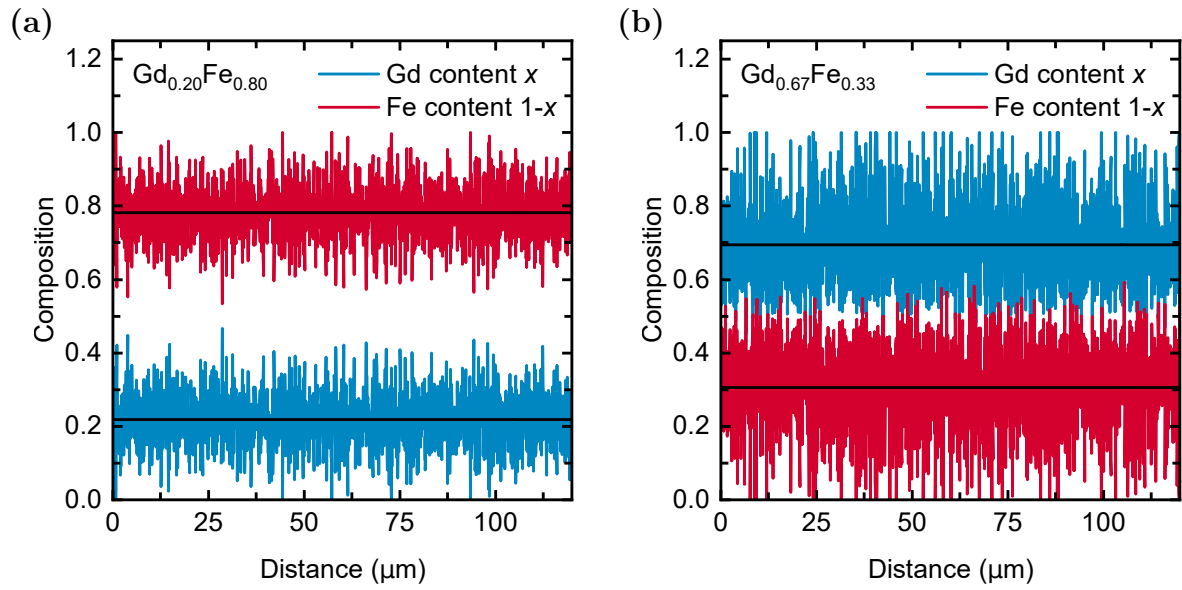 (a)
Gd0.20Fe0.80
Gd content x
Fe content 1-x
1.2
1.0
0.8
0.6
0.4
0.2
0.0
Composition
0 25 50 75 100
Distance (µm)
(b)
Gd0.67Fe0.33
Gd content x
Fe content 1-x
1.2
1.0
0.8
0.6
0.4
0.2
0.0
Composition
0 25 50 75 100
Distance (µm)